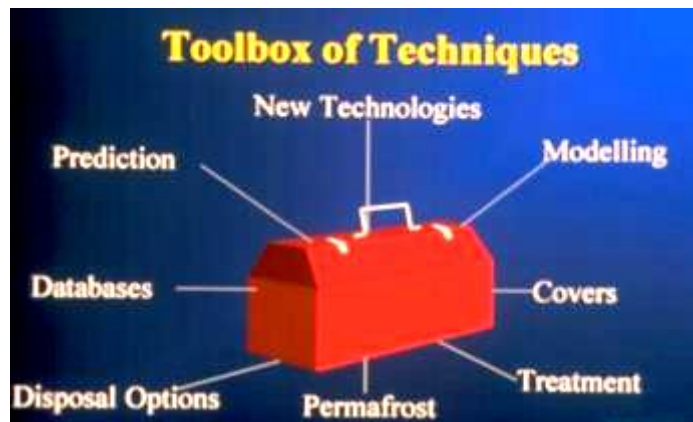 Toolbox of Techniques
New Technologies
Prediction
Modelling
Databases
Covers
Disposal Options
Permafrost
Treatment